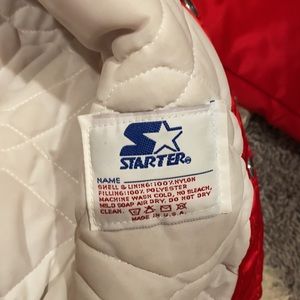 STARTER®
NAME
SHELL & LINING: 100% NYLON
FILLING: 100% POLYESTER
MACHINE WASH COLD, NO BLEACH,
MILD SOAP AIR DRY, DO NOT DRY
CLEAN.
MADE IN U.S.A.